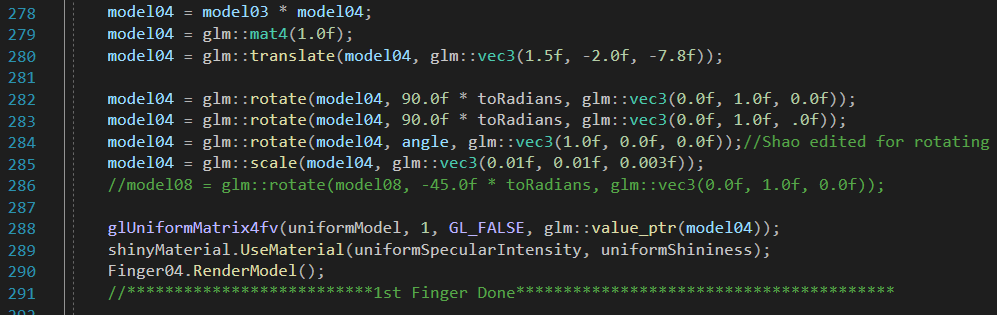 278 model04 = model03 * model04;
279 model04 = glm::mat4(1.0f);
280 model04 = glm::translate(model04, glm::vec3(1.5f, -2.0f, -7.8f));
281
282 model04 = glm::rotate(model04, 90.0f * toRadians, glm::vec3(0.0f, 1.0f, 0.0f));
283 model04 = glm::rotate(model04, 90.0f * toRadians, glm::vec3(0.0f, 1.0f, .0f));
284 model04 = glm::rotate(model04, angle, glm::vec3(1.0f, 0.0f, 0.0f));//Shao edited for rotating
285 model04 = glm::scale(model04, glm::vec3(0.01f, 0.01f, 0.003f));
286 //model08 = glm::rotate(model08, -45.0f * toRadians, glm::vec3(0.0f, 1.0f, 0.0f));
287
288 glUniformMatrix4fv(uniformModel, 1, GL_FALSE, glm::value_ptr(model04));
289 shinyMaterial.UseMaterial(uniformSpecularIntensity, uniformShininess);
290 Finger04.RenderModel();
291 //**************************1st Finger Done****************************************